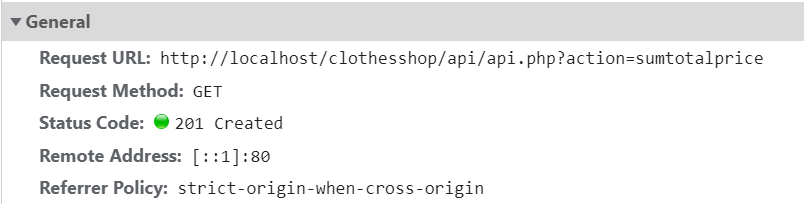 General
Request URL: http://localhost/clothesshop/api/api.php?action=sumtotalprice
Request Method: GET
Status Code: 201 Created
Remote Address: [::1]:80
Referrer Policy: strict-origin-when-cross-origin